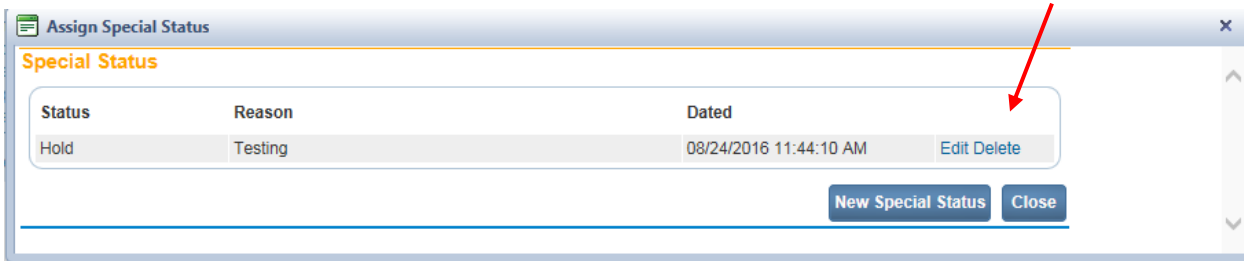 Assign Special Status
Special Status
Status Reason Dated
Hold Testing 08/24/2016 11:44:10 AM Edit Delete
New Special Status Close